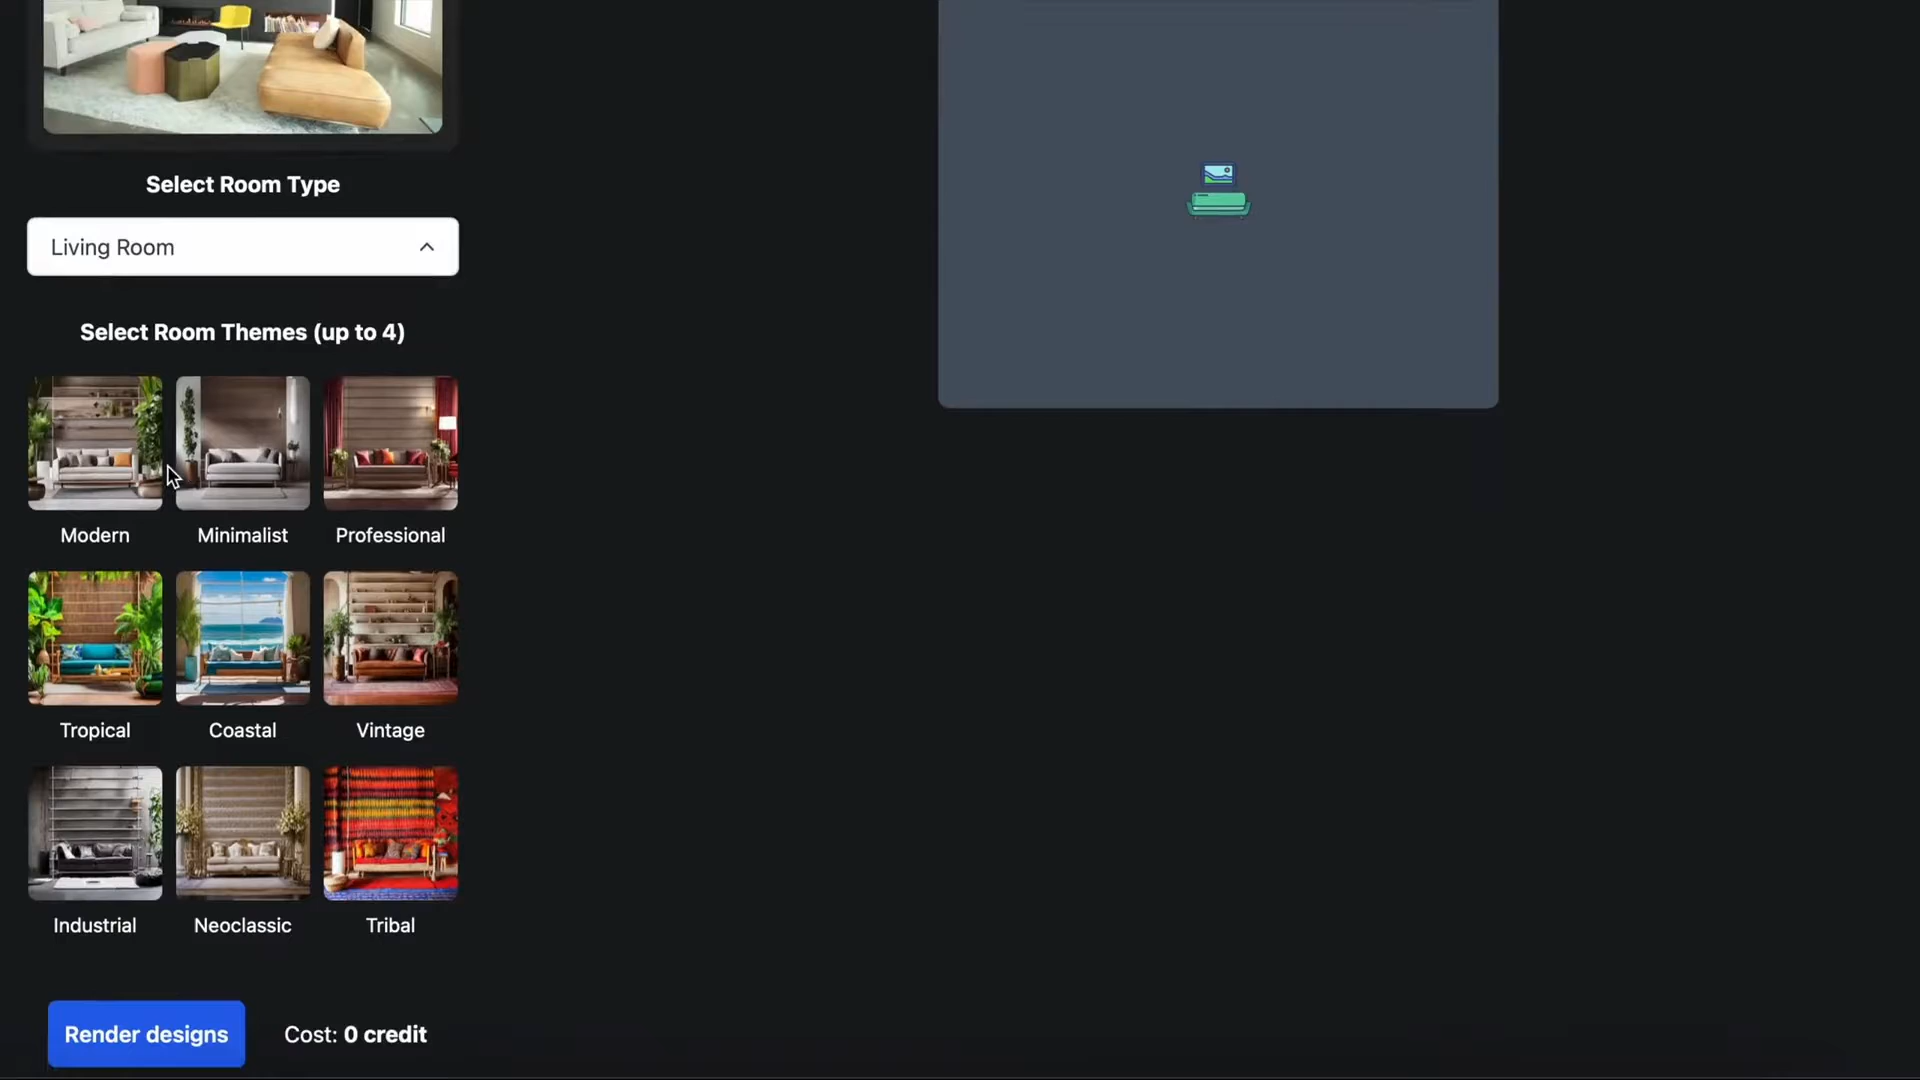 Select Room Type
Living Room
Select Room Themes (up to 4)
Modern
Minimalist
Professional
Tropical
Coastal
Vintage
Industrial
Neoclassic
Tribal
Render designs
Cost: 0 credit